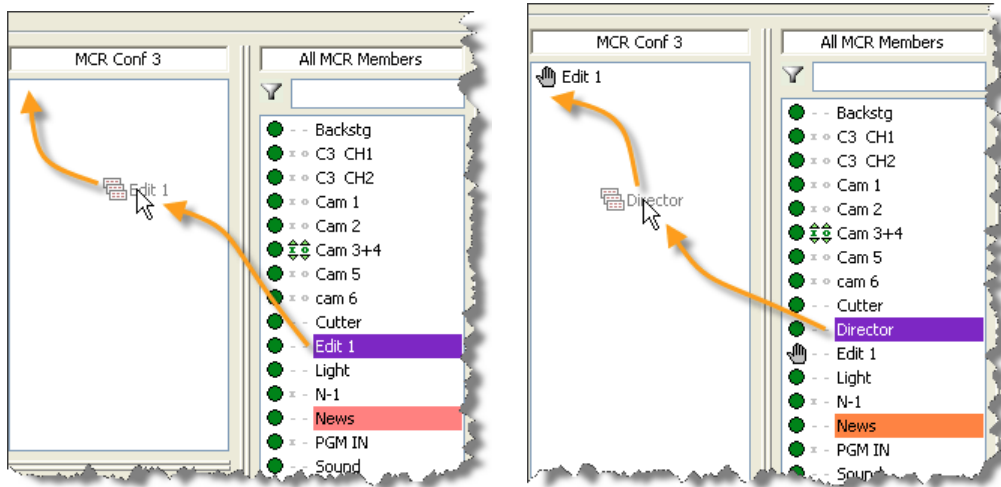 MCR Conf 3
All MCR Members
Edit 1
Backstg
C3 CH1
C3 CH2
Cam 1
Cam 2
Cam 3+4
Cam 5
cam 6
Cutter
Edit 1
Light
N-1
News
PGM IN
Sound
MCR Conf 3
All MCR Members
Edit 1
Director
Backstg
C3 CH1
C3 CH2
Cam 1
Cam 2
Cam 3+4
Cam 5
cam 6
Cutter
Director
Edit 1
Light
N-1
News
PGM IN
Sound